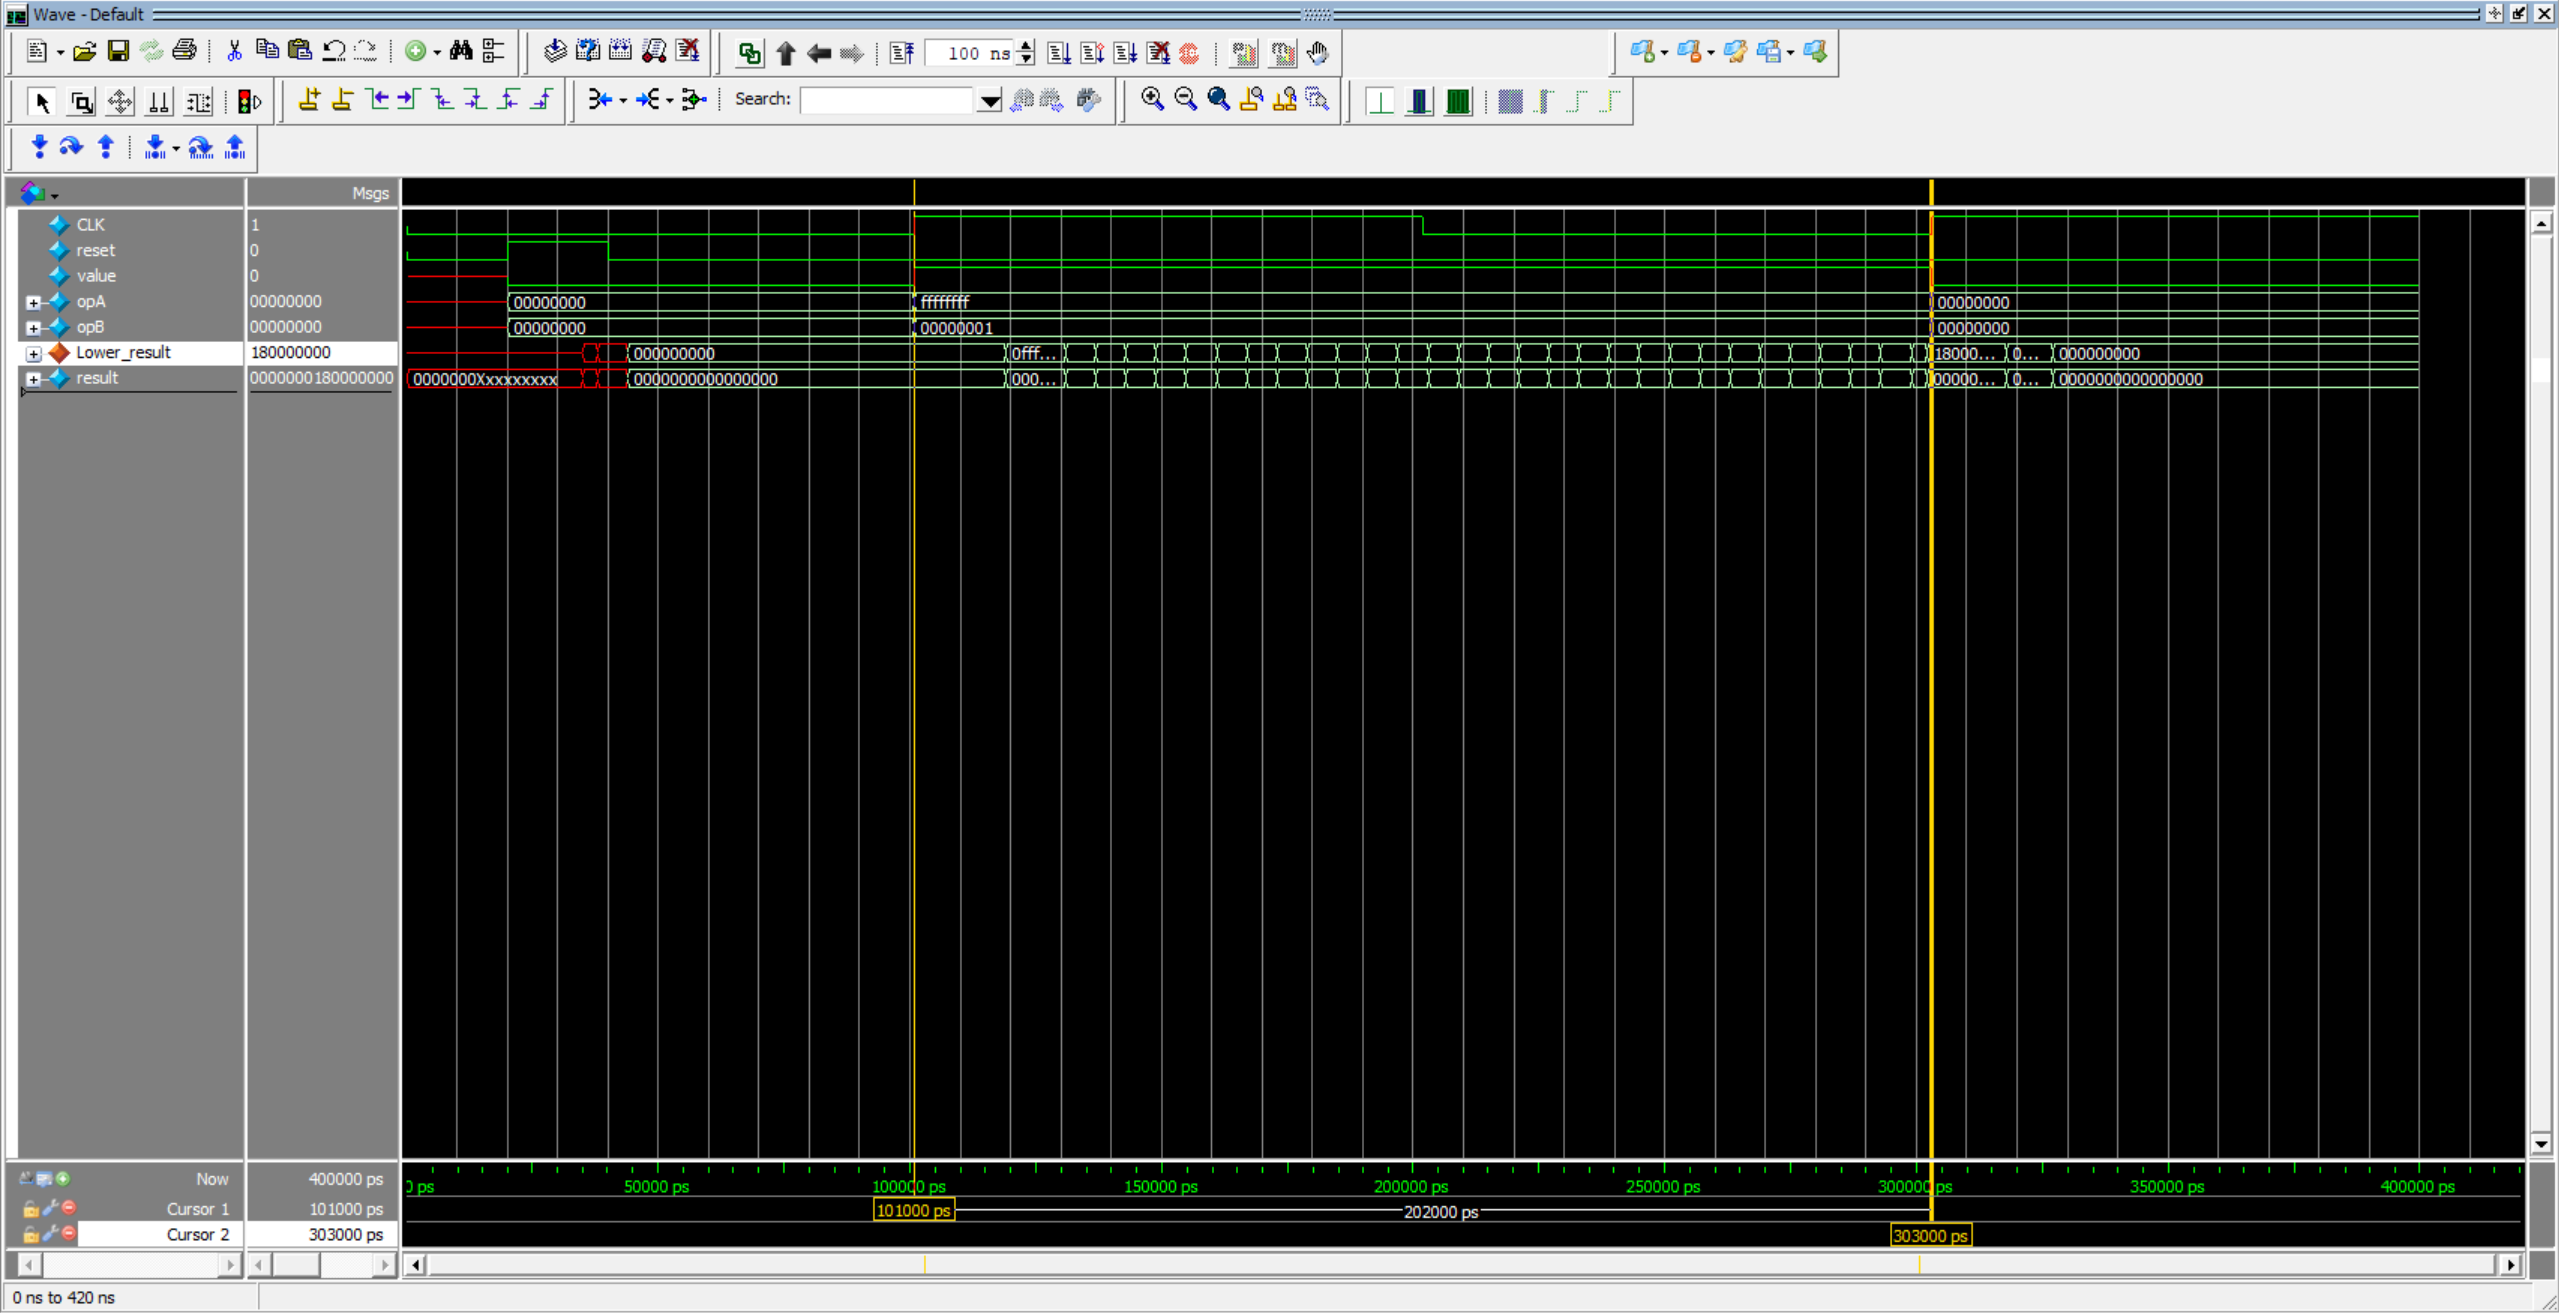 Wave - Default
100 ns
Search:
Msgs
CLK 1
reset 0
value 0
opA 00000000 00000000 ffffffff 00000000
opB 00000000 00000000 00000001 00000000
Lower_result 180000000 000000000 0fff... 18000... 0... 000000000
result 0000000180000000 0000000Xxxxxxxxx 0000000000000000 000... 00000... 0... 0000000000000000
Now 400000 ps 0 ps 50000 ps 100000 ps 150000 ps 200000 ps 250000 ps 300000 ps 350000 ps 400000 ps
Cursor 1 101000 ps 101000 ps 202000 ps
Cursor 2 303000 ps 303000 ps
0 ns to 420 ns